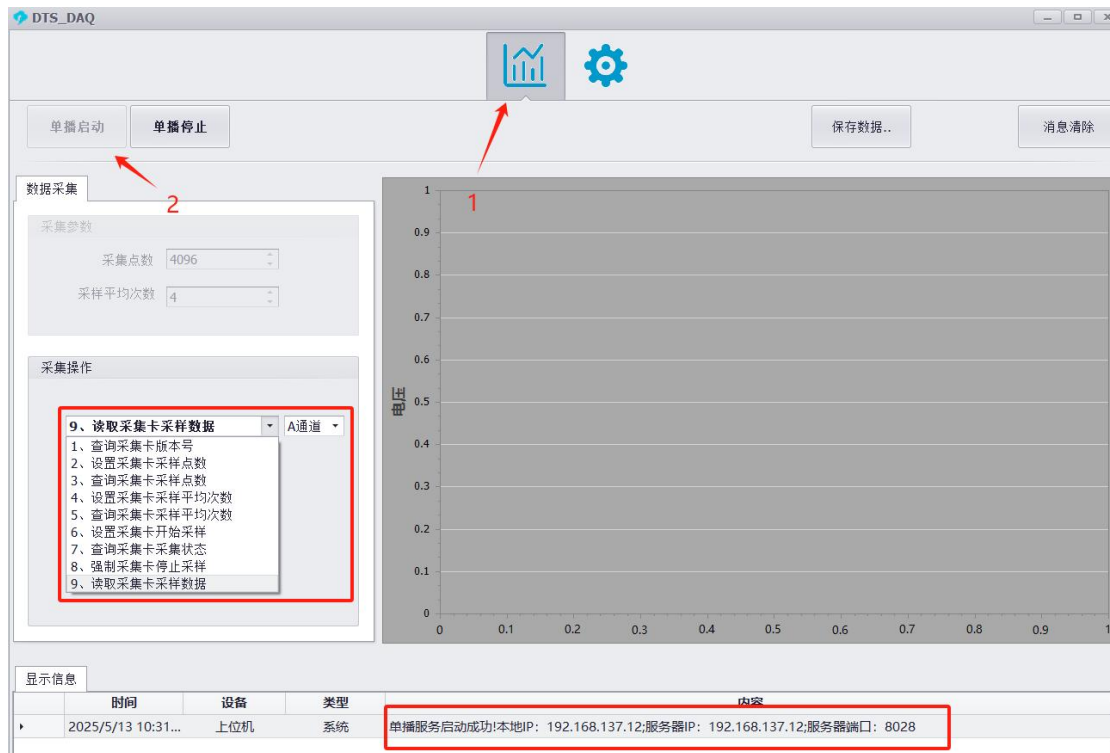 DTS_DAQ
单播启动 单播停止 保存数据.. 消息清除
2 1
数据采集
采集参数
采集点数 4096
采样平均次数 4
采集操作
9、读取采集卡采样数据 A通道
1、查询采集卡版本号
2、设置采集卡采样点数
3、查询采集卡采样点数
4、设置采集卡采样平均次数
5、查询采集卡采样平均次数
6、设置采集卡开始采样
7、查询采集卡采集状态
8、强制采集卡停止采样
9、读取采集卡采样数据
电压
1
0.9
0.8
0.7
0.6
0.5
0.4
0.3
0.2
0.1
0
0 0.1 0.2 0.3 0.4 0.5 0.6 0.7 0.8 0.9 1
显示信息
时间 设备 类型 内容
2025/5/13 10:31... 上位机 系统 单播服务启动成功!本地IP：192.168.137.12;服务器IP：192.168.137.12;服务器端口：8028